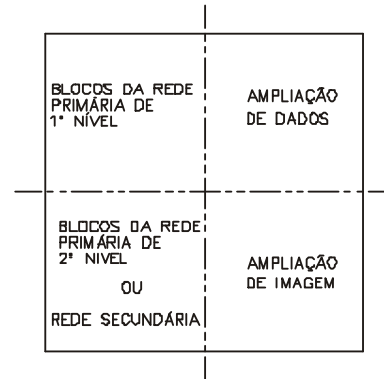 BLOCOS DA REDE
PRIMÁRIA DE
1° NÍVEL
AMPLIAÇÃO
DE DADOS
BLOCOS DA REDE
PRIMÁRIA DE
2° NIVEL
OU
REDE SECUNDÁRIA
AMPLIAÇÃO
DE IMAGEM